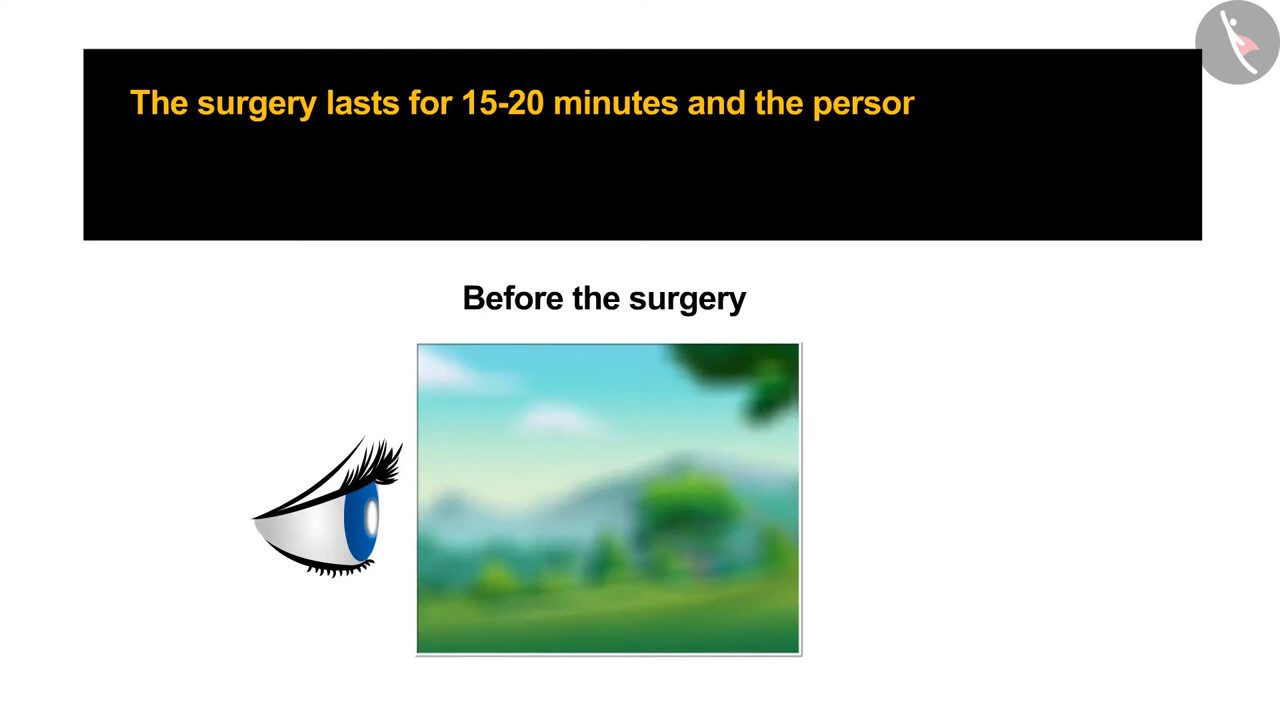 The surgery lasts for 15-20 minutes and the persor
Before the surgery